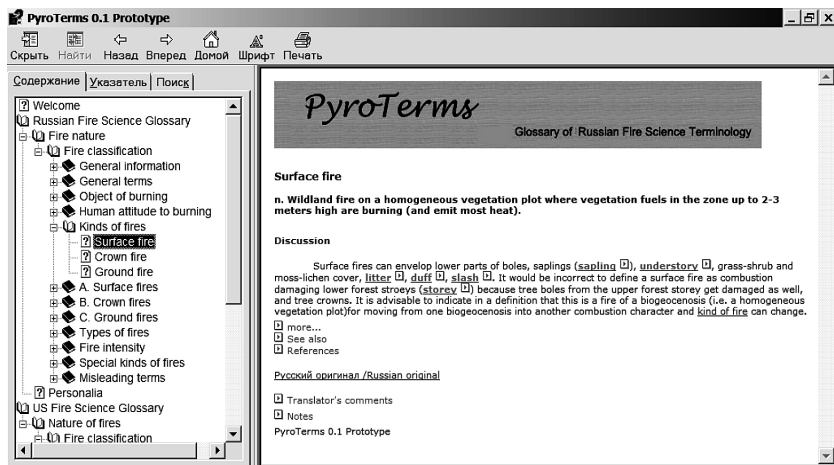 PyroTerms 0.1 Prototype
Скрыть Найти Назад Вперед Домой Шрифт Печать
Содержание Указатель Поиск
Welcome
Russian Fire Science Glossary
Fire nature
Fire classification
General information
General terms
Object of burning
Human attitude to burning
Kinds of fires
Surface fire
Crown fire
Ground fire
A. Surface fires
B. Crown fires
C. Ground fires
Types of fires
Fire intensity
Special kinds of fires
Misleading terms
Personalia
US Fire Science Glossary
Nature of fires
Fire classification
PyroTerms
Glossary of Russian Fire Science Terminology
Surface fire
n. Wildland fire on a homogeneous vegetation plot where vegetation fuels in the zone up to 2-3
meters high are burning (and emit most heat).
Discussion
Surface fires can envelop lower parts of boles, saplings (sapling), understory, grass-shrub and
moss-lichen cover, litter, duff, slash. It would be incorrect to define a surface fire as combustion
damaging lower forest stroeys (storey) because tree boles from the upper forest storey get damaged as well,
and tree crowns. It is advisable to indicate in a definition that this is a fire of a biogeocenosis (i.e. a homogeneous
vegetation plot)for moving from one biogeocenosis into another combustion character and kind of fire can change.
more...
See also
References
Русский оригинал /Russian original
Translator's comments
Notes
PyroTerms 0.1 Prototype